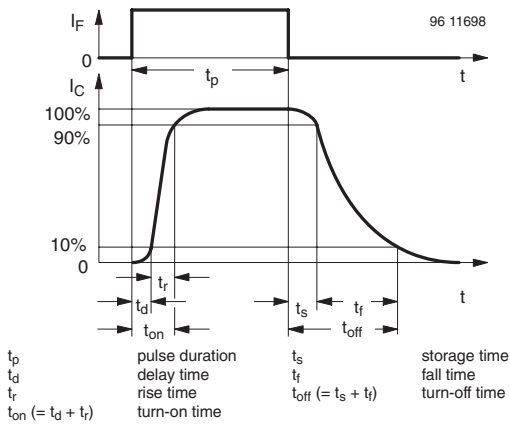 I_F
96 11698
0
t_p
t
I_C
100%
90%
10%
0
t_r
t_d
t_on
t_s
t_f
t_off
t
t_p pulse duration t_s storage time
t_d delay time t_f fall time
t_r rise time t_off (= t_s + t_f) turn-off time
t_on (= t_d + t_r) turn-on time